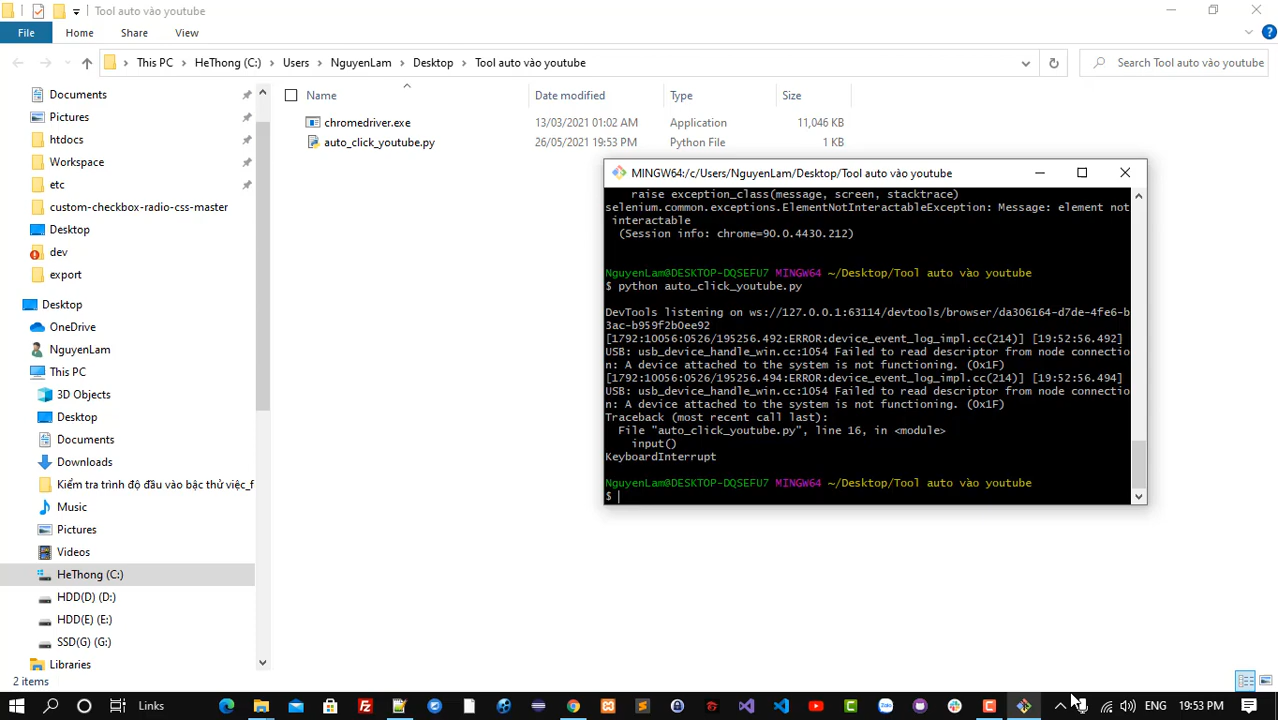 Tool auto vào youtube
File Home Share View
This PC HeThong (C:) Users NguyenLam Desktop Tool auto vào youtube
Search Tool auto vào youtube
Documents
Pictures
htdocs
Workspace
etc
custon-checkbox-radio-css-master
Desktop
dev
export
Desktop
OneDrive
NguyenLam
This PC
3D Objects
Desktop
Documents
Downloads
Kiểm tra trình độ đầu vào bậc thử việc_f
Music
Pictures
Videos
HeThong (C:)
HDD(D) (D:)
HDD(E) (E:)
SSD(G) (G:)
Libraries
2 items
Name Date modified Type Size
chromedriver.exe 13/03/2021 01:02 AM Application 11,046 KB
auto_click_youtube.py 26/05/2021 19:53 PM Python File 1 KB
MINGW64:/c/Users/NguyenLam/Desktop/Tool auto vào youtube
raise exception_class(message, screen, stacktrace)
selenium.common.exceptions.ElementNotInteractableException: Message: element not
interactable
(Session info: chrome=90.0.4430.212)
NguyenLam@DESKTOP-DQSEFU7 MINGW64 ~/Desktop/Tool auto vào youtube
$ python auto_click_youtube.py
DevTools listening on ws://127.0.0.1:63114/devtools/browser/da306164-d7de-4fe6-b
3ac-b959f2b0ee92
[1792:10056:0526/195256.492:ERROR:device_event_log_impl.cc(214)] [19:52:56.492]
USB: usb_device_handle_win.cc:1054 Failed to read descriptor from node connectio
n: A device attached to the system is not functioning. (0x1F)
[1792:10056:0526/195256.494:ERROR:device_event_log_impl.cc(214)] [19:52:56.494]
USB: usb_device_handle_win.cc:1054 Failed to read descriptor from node connectio
n: A device attached to the system is not functioning. (0x1F)
Traceback (most recent call last):
File "auto_click_youtube.py", line 16, in <module>
input()
KeyboardInterrupt
NguyenLam@DESKTOP-DQSEFU7 MINGW64 ~/Desktop/Tool auto vào youtube
$
Links
Zalo
19:53 PM